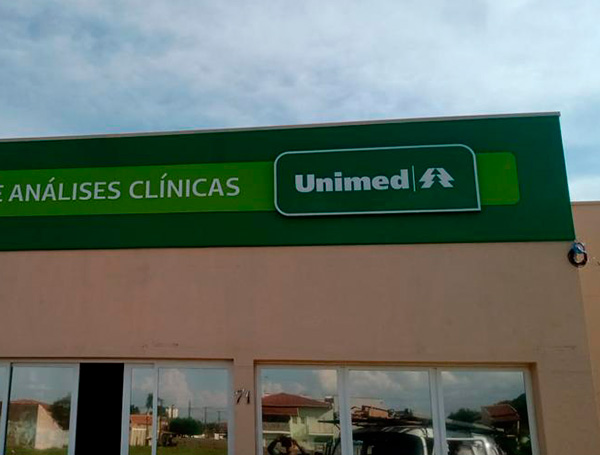 E ANÁLISES CLÍNICAS
Unimed
71